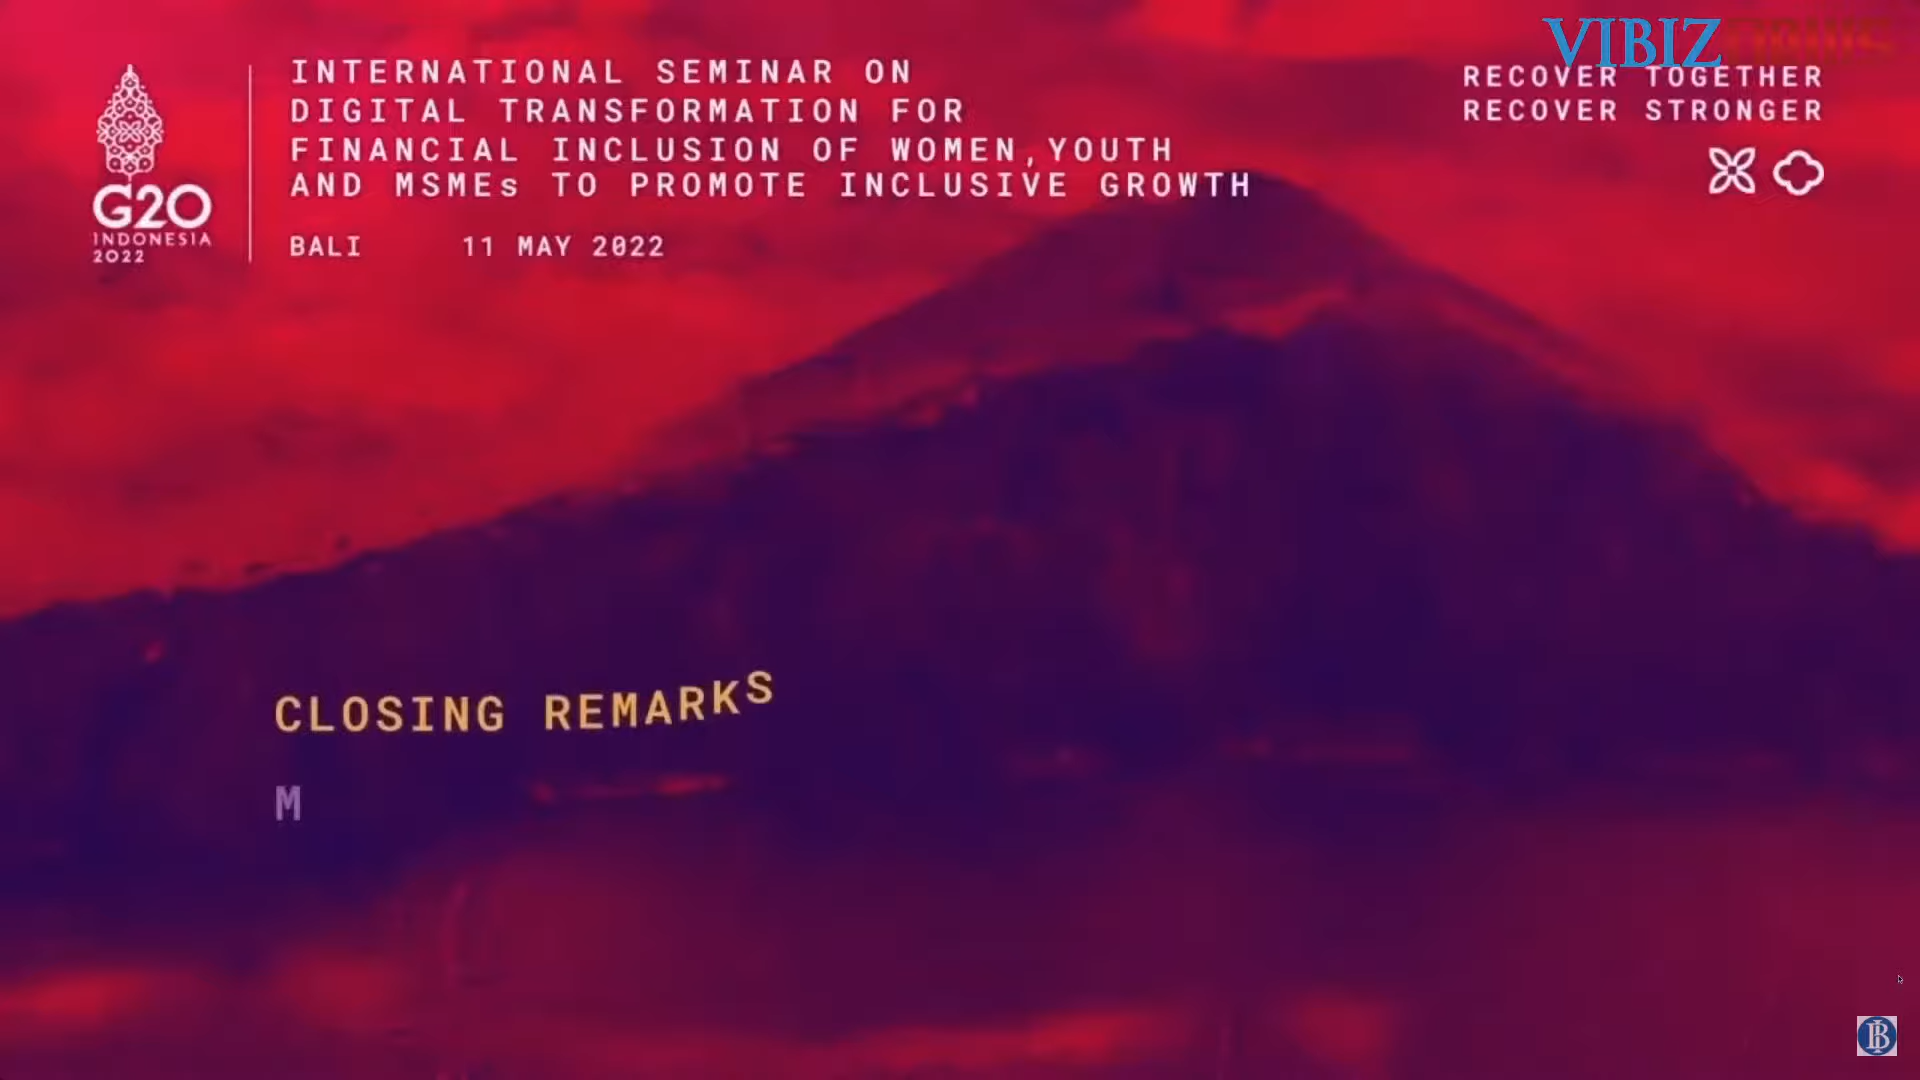 G20
INDONESIA
2022
INTERNATIONAL SEMINAR ON
DIGITAL TRANSFORMATION FOR
FINANCIAL INCLUSION OF WOMEN,YOUTH
AND MSMEs TO PROMOTE INCLUSIVE GROWTH
BALI 11 MAY 2022
VIBIZ
RECOVER TOGETHER
RECOVER STRONGER
CLOSING REMARKS
M